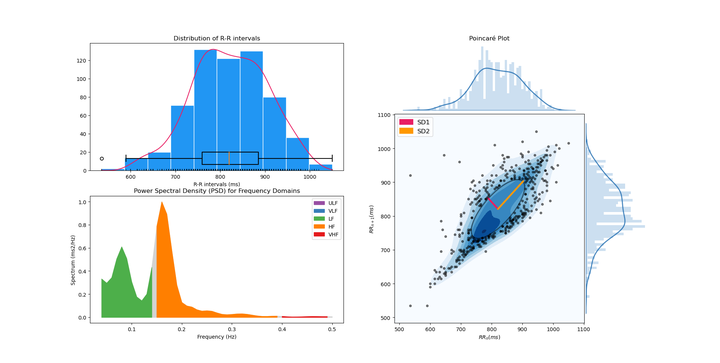 Distribution of R-R intervals
120
100
80
60
40
20
0
600
700
800
900
1000
R-R intervals (ms)
Power Spectral Density (PSD) for Frequency Domains
1.0
0.8
0.6
0.4
0.2
0.0
Spectrum (ms2/Hz)
ULF
VLF
LF
HF
VHF
0.1
0.2
0.3
0.4
0.5
Frequency (Hz)
Poincaré Plot
SD1
SD2
1100
1000
900
800
700
600
500
RRₙ₊₁(ms)
500
600
700
800
900
1000
1100
RRₙ(ms)